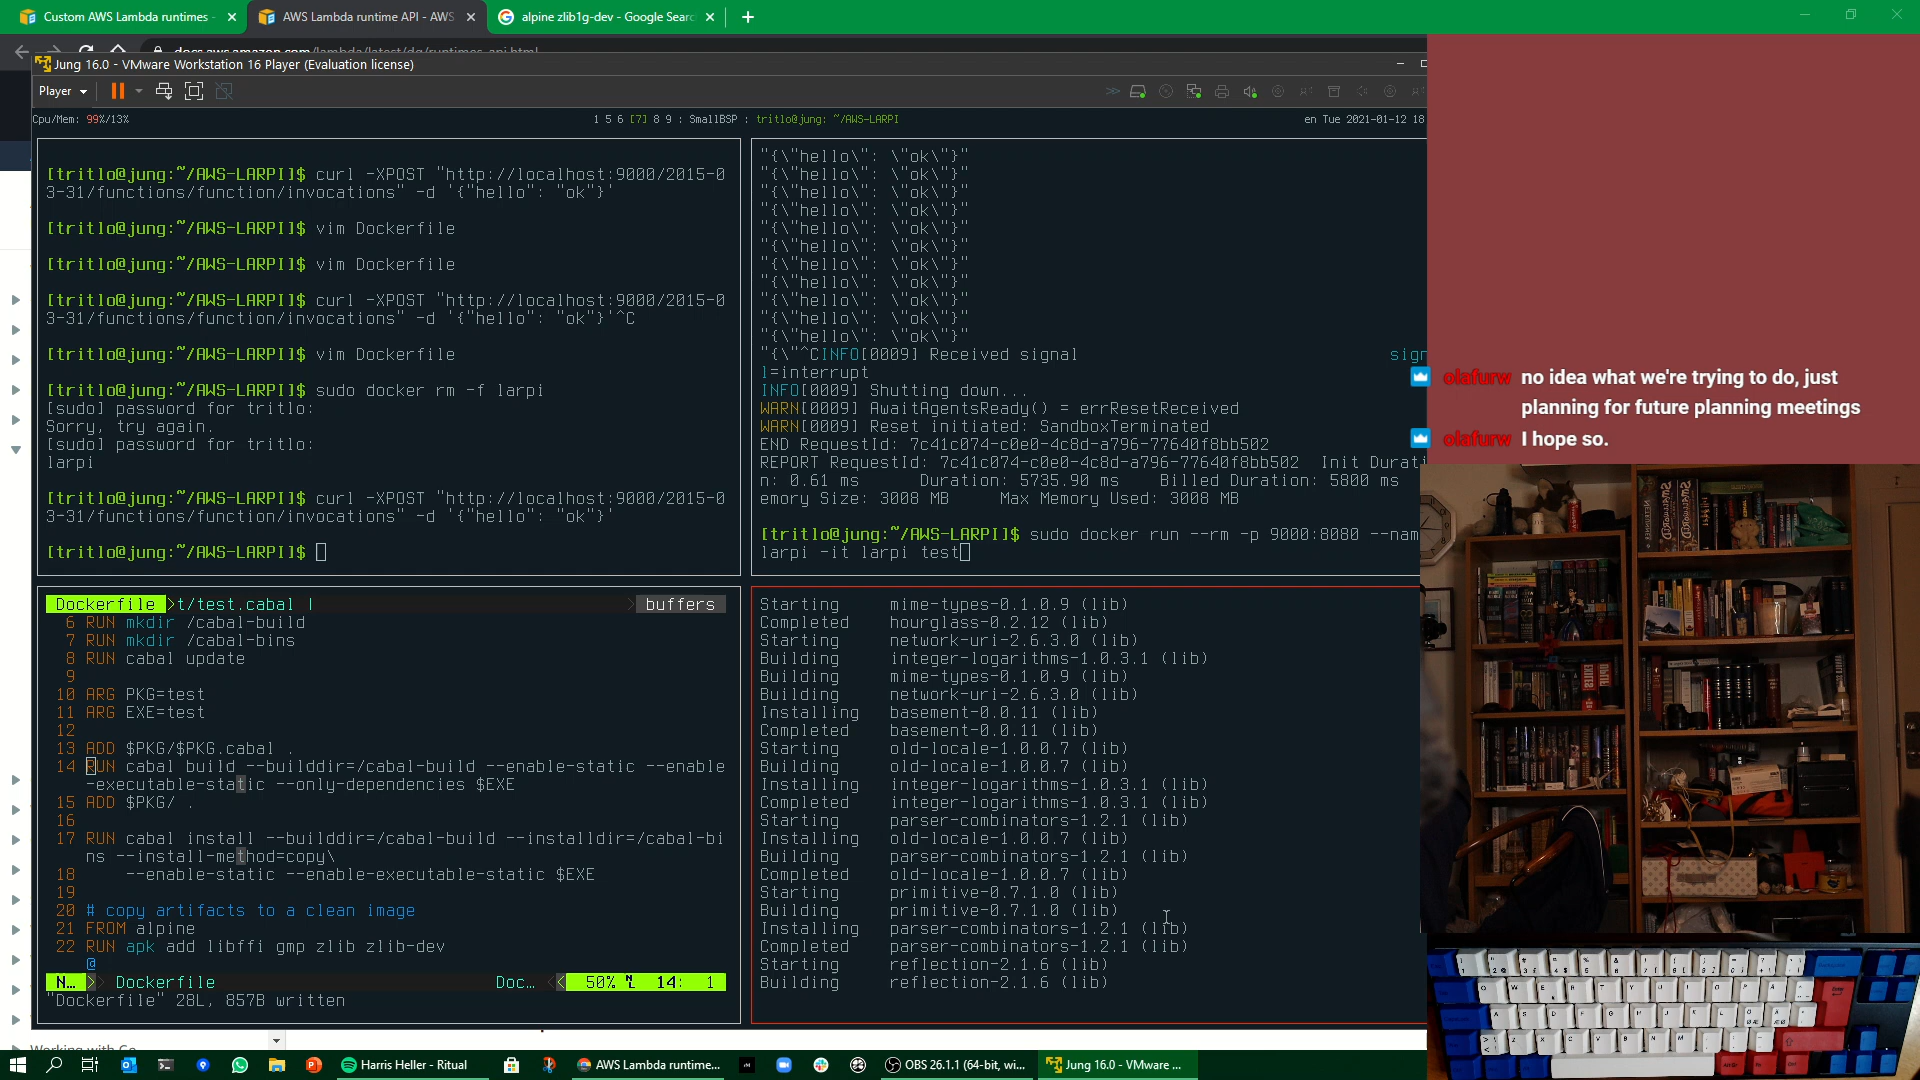 Custom AWS Lambda runtimes -
AWS Lambda runtime API - AWS
alpine zlib1g-dev - Google Searc
docs.aws.amazon.com/lambda/latest/dg/runtimes-api.html
Jung 16.0 - VMware Workstation 16 Player (Evaluation license)
Player
Cpu/Mem: 99%/13%
1 5 6 [7] 8 9 : SmallBSP : tritlo@jung: ~/AWS-LARPI
en Tue 2021-01-12 18
[tritlo@jung:~/AWS-LARPI]$ curl -XPOST "http://localhost:9000/2015-0
3-31/functions/function/invocations" -d '{"hello": "ok"}'
[tritlo@jung:~/AWS-LARPI]$ vim Dockerfile
[tritlo@jung:~/AWS-LARPI]$ vim Dockerfile
[tritlo@jung:~/AWS-LARPI]$ curl -XPOST "http://localhost:9000/2015-0
3-31/functions/function/invocations" -d '{"hello": "ok"}'^C
[tritlo@jung:~/AWS-LARPI]$ vim Dockerfile
[tritlo@jung:~/AWS-LARPI]$ sudo docker rm -f larpi
[sudo] password for tritlo:
Sorry, try again.
[sudo] password for tritlo:
larpi
[tritlo@jung:~/AWS-LARPI]$ curl -XPOST "http://localhost:9000/2015-0
3-31/functions/function/invocations" -d '{"hello": "ok"}'
[tritlo@jung:~/AWS-LARPI]$
"{\"hello\": \"ok\"}"
"{\"hello\": \"ok\"}"
"{\"hello\": \"ok\"}"
"{\"hello\": \"ok\"}"
"{\"hello\": \"ok\"}"
"{\"hello\": \"ok\"}"
"{\"hello\": \"ok\"}"
"{\"hello\": \"ok\"}"
"{\"hello\": \"ok\"}"
"{\"hello\": \"ok\"}"
"{\"hello\": \"ok\"}"
"{\"^CINFO[0009] Received signal sign
l=interrupt
INFO[0009] Shutting down...
WARN[0009] AwaitAgentsReady() = errResetReceived
WARN[0009] Reset initiated: SandboxTerminated
END RequestId: 7c41c074-c0e0-4c8d-a796-77640f8bb502
REPORT RequestId: 7c41c074-c0e0-4c8d-a796-77640f8bb502 Init Durati
n: 0.61 ms Duration: 5735.90 ms Billed Duration: 5800 ms
emory Size: 3008 MB Max Memory Used: 3008 MB
[tritlo@jung:~/AWS-LARPI]$ sudo docker run --rm -p 9000:8080 --nam
larpi -it larpi test
Dockerfile >t/test.cabal | buffers
6 RUN mkdir /cabal-build
7 RUN mkdir /cabal-bins
8 RUN cabal update
9
10 ARG PKG=test
11 ARG EXE=test
12
13 ADD $PKG/$PKG.cabal .
14 RUN cabal build --builddir=/cabal-build --enable-static --enable
-executable-static --only-dependencies $EXE
15 ADD $PKG/ .
16
17 RUN cabal install --builddir=/cabal-build --installdir=/cabal-bi
ns --install-method=copy\
18 --enable-static --enable-executable-static $EXE
19
20 # copy artifacts to a clean image
21 FROM alpine
22 RUN apk add libffi gmp zlib zlib-dev
@
N... Dockerfile Doc... 50% 14: 1
"Dockerfile" 28L, 857B written
Starting mime-types-0.1.0.9 (lib)
Completed hourglass-0.2.12 (lib)
Starting network-uri-2.6.3.0 (lib)
Building integer-logarithms-1.0.3.1 (lib)
Building mime-types-0.1.0.9 (lib)
Building network-uri-2.6.3.0 (lib)
Installing basement-0.0.11 (lib)
Completed basement-0.0.11 (lib)
Starting old-locale-1.0.0.7 (lib)
Building old-locale-1.0.0.7 (lib)
Installing integer-logarithms-1.0.3.1 (lib)
Completed integer-logarithms-1.0.3.1 (lib)
Starting parser-combinators-1.2.1 (lib)
Installing old-locale-1.0.0.7 (lib)
Building parser-combinators-1.2.1 (lib)
Completed old-locale-1.0.0.7 (lib)
Starting primitive-0.7.1.0 (lib)
Building primitive-0.7.1.0 (lib)
Installing parser-combinators-1.2.1 (lib)
Completed parser-combinators-1.2.1 (lib)
Starting reflection-2.1.6 (lib)
Building reflection-2.1.6 (lib)
olafurw no idea what we're trying to do, just
planning for future planning meetings
olafurw I hope so.
Working with Go
Harris Heller - Ritual
AWS Lambda runtime...
OBS 26.1.1 (64-bit, wi...
Jung 16.0 - VMware ...